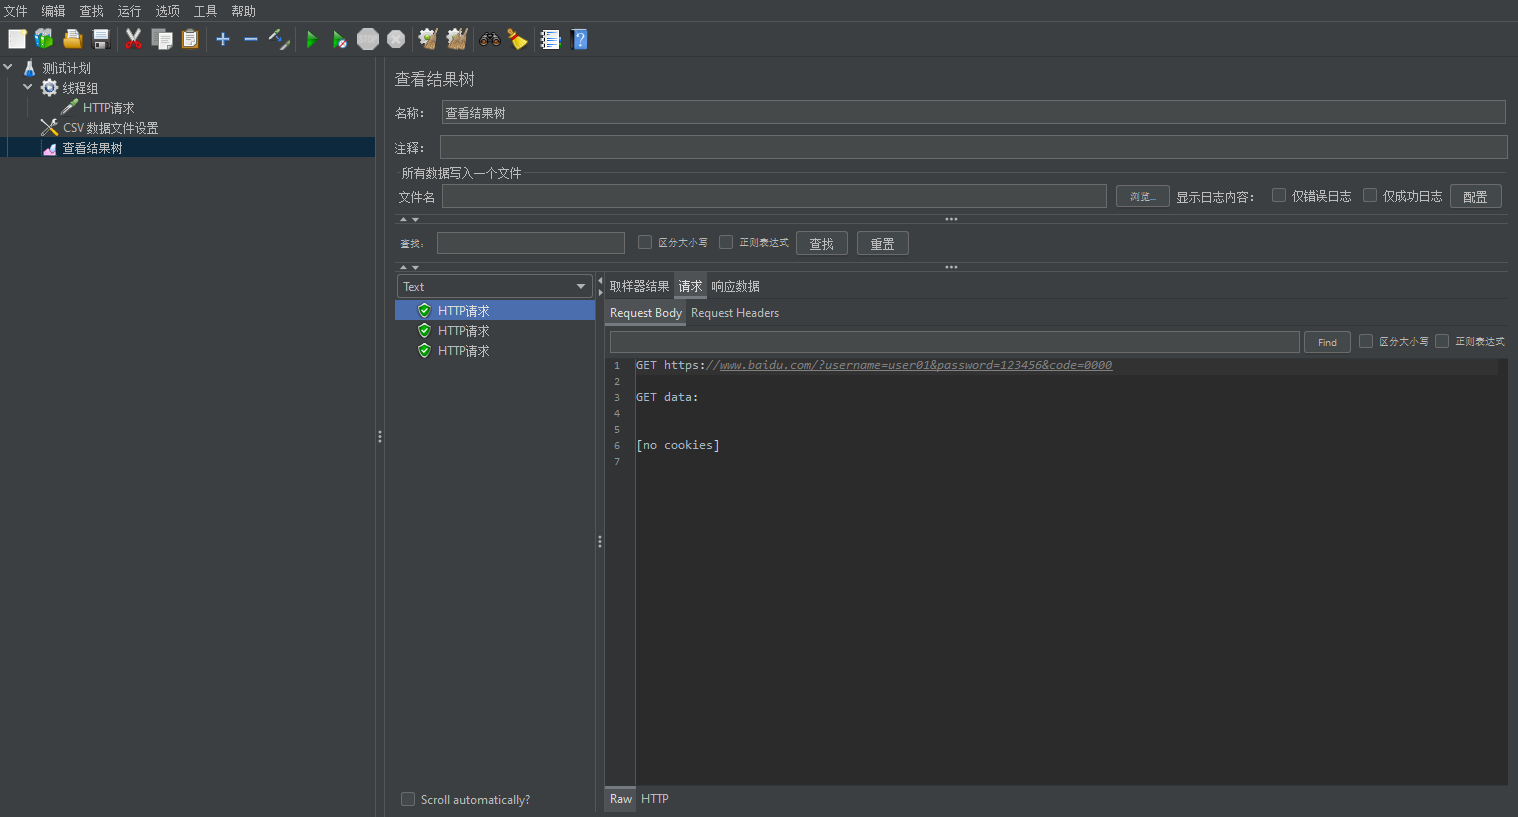 文件 编辑 查找 运行 选项 工具 帮助
STOP
测试计划
线程组
HTTP请求
CSV 数据文件设置
查看结果树
查看结果树
名称： 查看结果树
注释：
所有数据写入一个文件
文件名 浏览... 显示日志内容： 仅错误日志 仅成功日志 配置
查找: 区分大小写 正则表达式 查找 重置
Text
HTTP请求
HTTP请求
HTTP请求
Scroll automatically?
取样器结果 请求 响应数据
Request Body Request Headers
Find 区分大小写 正则表达式
1 GET https://www.baidu.com/?username=user01&password=123456&code=0000
2
3 GET data:
4
5
6 [no cookies]
7
Raw HTTP